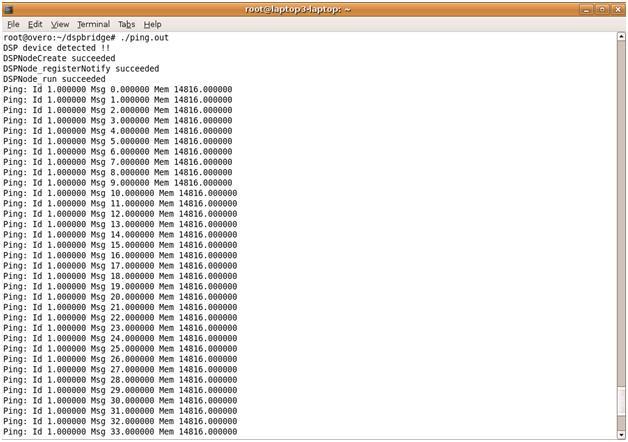 root@laptop3-laptop: ~
File Edit View Terminal Tabs Help
root@overo:~/dspbridge# ./ping.out
DSP device detected !!
DSPNodeCreate succeeded
DSPNode_registerNotify succeeded
DSPNode_run succeeded
Ping: Id 1.000000 Msg 0.000000 Mem 14816.000000
Ping: Id 1.000000 Msg 1.000000 Mem 14816.000000
Ping: Id 1.000000 Msg 2.000000 Mem 14816.000000
Ping: Id 1.000000 Msg 3.000000 Mem 14816.000000
Ping: Id 1.000000 Msg 4.000000 Mem 14816.000000
Ping: Id 1.000000 Msg 5.000000 Mem 14816.000000
Ping: Id 1.000000 Msg 6.000000 Mem 14816.000000
Ping: Id 1.000000 Msg 7.000000 Mem 14816.000000
Ping: Id 1.000000 Msg 8.000000 Mem 14816.000000
Ping: Id 1.000000 Msg 9.000000 Mem 14816.000000
Ping: Id 1.000000 Msg 10.000000 Mem 14816.000000
Ping: Id 1.000000 Msg 11.000000 Mem 14816.000000
Ping: Id 1.000000 Msg 12.000000 Mem 14816.000000
Ping: Id 1.000000 Msg 13.000000 Mem 14816.000000
Ping: Id 1.000000 Msg 14.000000 Mem 14816.000000
Ping: Id 1.000000 Msg 15.000000 Mem 14816.000000
Ping: Id 1.000000 Msg 16.000000 Mem 14816.000000
Ping: Id 1.000000 Msg 17.000000 Mem 14816.000000
Ping: Id 1.000000 Msg 18.000000 Mem 14816.000000
Ping: Id 1.000000 Msg 19.000000 Mem 14816.000000
Ping: Id 1.000000 Msg 20.000000 Mem 14816.000000
Ping: Id 1.000000 Msg 21.000000 Mem 14816.000000
Ping: Id 1.000000 Msg 22.000000 Mem 14816.000000
Ping: Id 1.000000 Msg 23.000000 Mem 14816.000000
Ping: Id 1.000000 Msg 24.000000 Mem 14816.000000
Ping: Id 1.000000 Msg 25.000000 Mem 14816.000000
Ping: Id 1.000000 Msg 26.000000 Mem 14816.000000
Ping: Id 1.000000 Msg 27.000000 Mem 14816.000000
Ping: Id 1.000000 Msg 28.000000 Mem 14816.000000
Ping: Id 1.000000 Msg 29.000000 Mem 14816.000000
Ping: Id 1.000000 Msg 30.000000 Mem 14816.000000
Ping: Id 1.000000 Msg 31.000000 Mem 14816.000000
Ping: Id 1.000000 Msg 32.000000 Mem 14816.000000
Ping: Id 1.000000 Msg 33.000000 Mem 14816.000000